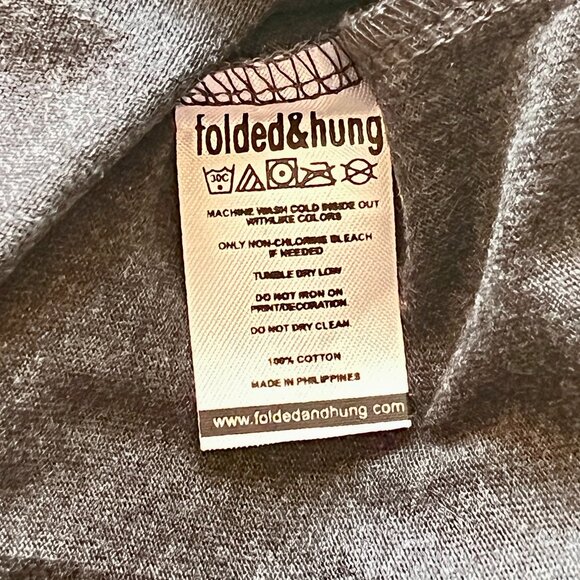 folded&hung
30C
MACHINE WASH COLD INSIDE OUT
WITH LIKE COLORS
ONLY NON-CHLORINE BLEACH
IF NEEDED
TUMBLE DRY LOW
DO NOT IRON ON
PRINT/DECORATION.
DO NOT DRY CLEAN.
100% COTTON
MADE IN PHILIPPINES
www.foldedandhung.com